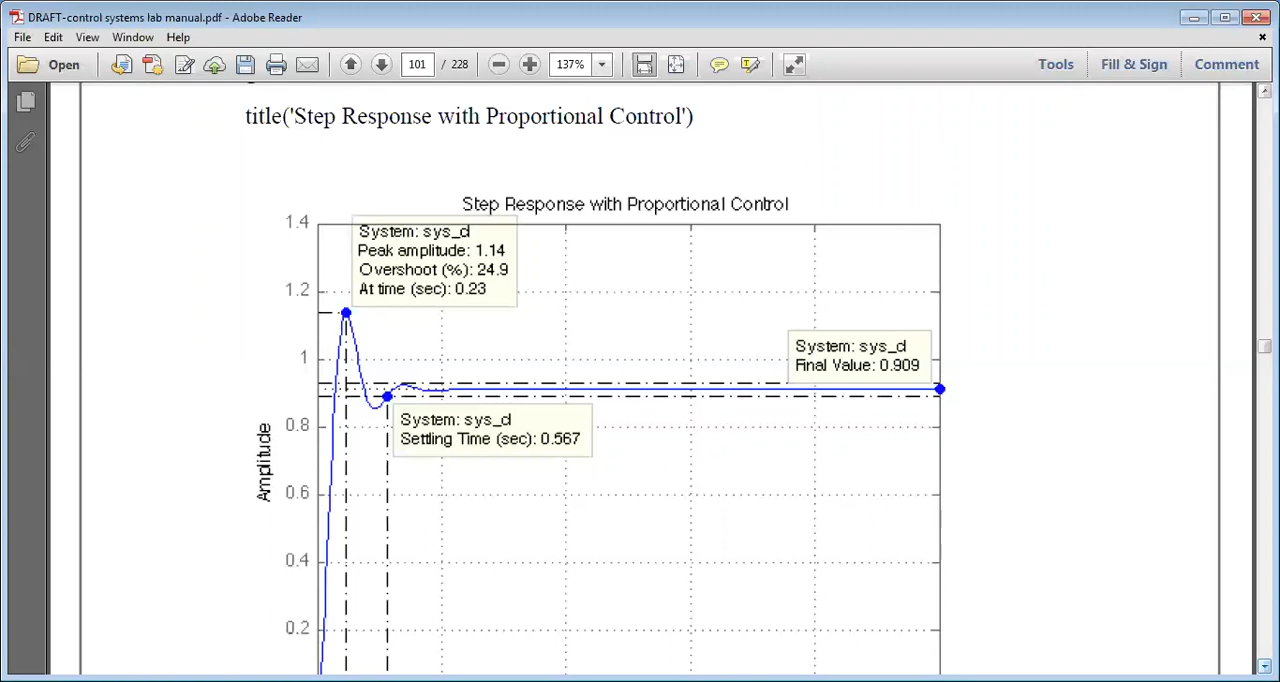 DRAFT-control systems lab manual.pdf - Adobe Reader
File Edit View Window Help
Open 101 / 228 137% Tools Fill & Sign Comment
title('Step Response with Proportional Control')
Step Response with Proportional Control
1.4
System: sys_d
Peak amplitude: 1.14
Overshoot (%): 24.9
At time (sec): 0.23
1.2
System: sys_d
Final Value: 0.909
1
System: sys_d
Settling Time (sec): 0.567
0.8
Amplitude
0.6
0.4
0.2